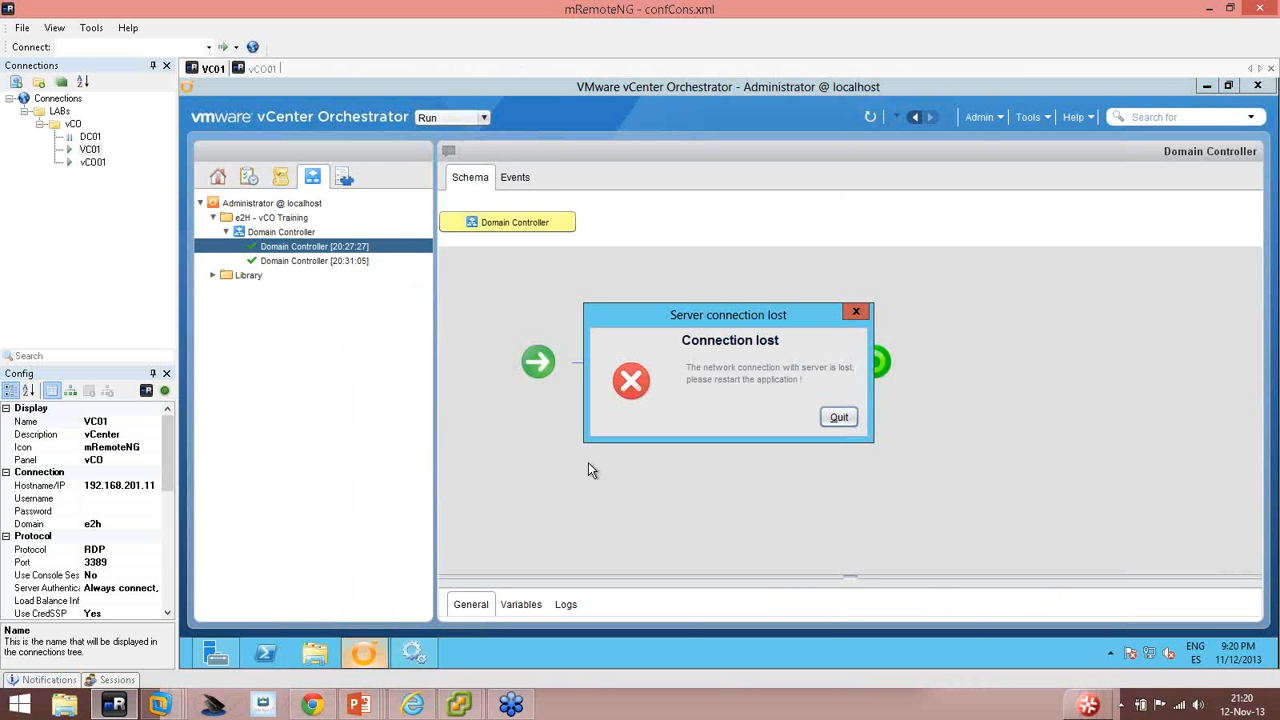 mRemoteNG - confCons.xml
File View Tools Help
Connect:
Connections
VC01 vCO01
Connections
LABs
vCO
DC01
VC01
vCO01
VMware vCenter Orchestrator - Administrator @ localhost
vmware vCenter Orchestrator Run Admin Tools Help Search for
Domain Controller
Schema Events
Domain Controller
Administrator @ localhost
e2H - vCO Training
Domain Controller
Domain Controller [20:27:27]
Domain Controller [20:31:05]
Library
Server connection lost
Connection lost
The network connection with server is lost,
please restart the application !
Quit
Search
Config
Display
Name VC01
Description vCenter
Icon mRemoteNG
Panel vCO
Connection
Hostname/IP 192.168.201.11
Username
Password
Domain e2h
Protocol
Protocol RDP
Port 3389
Use Console Ses No
Server Authentica Always connect,
Load Balance Inf
Use CredSSP Yes
Name
This is the name that will be displayed in
the connections tree.
General Variables Logs
ENG 9:20 PM
ES 11/12/2013
Notifications Sessions
21:20
12-Nov-13